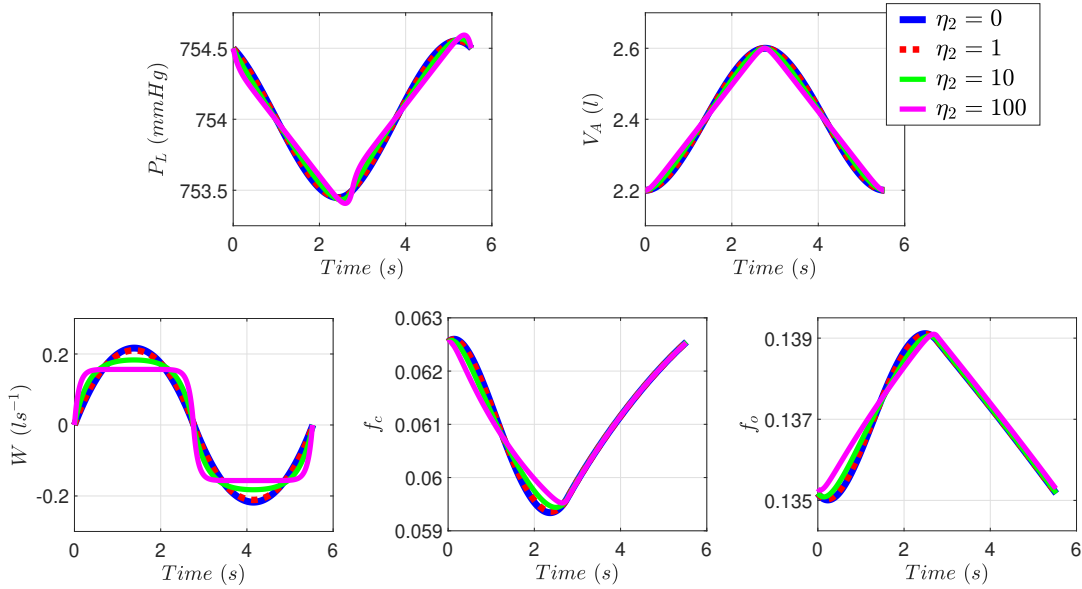 754.5
754
753.5
P_L (mmHg)
0 2 4 6
Time (s)
2.6
2.4
2.2
V_A (l)
0 2 4 6
Time (s)
η₂ = 0
η₂ = 1
η₂ = 10
η₂ = 100
0.2
0
-0.2
W (ls⁻¹)
0 2 4 6
Time (s)
0.063
0.062
0.061
0.06
0.059
f_c
0 2 4 6
Time (s)
0.139
0.137
0.135
f_o
0 2 4 6
Time (s)